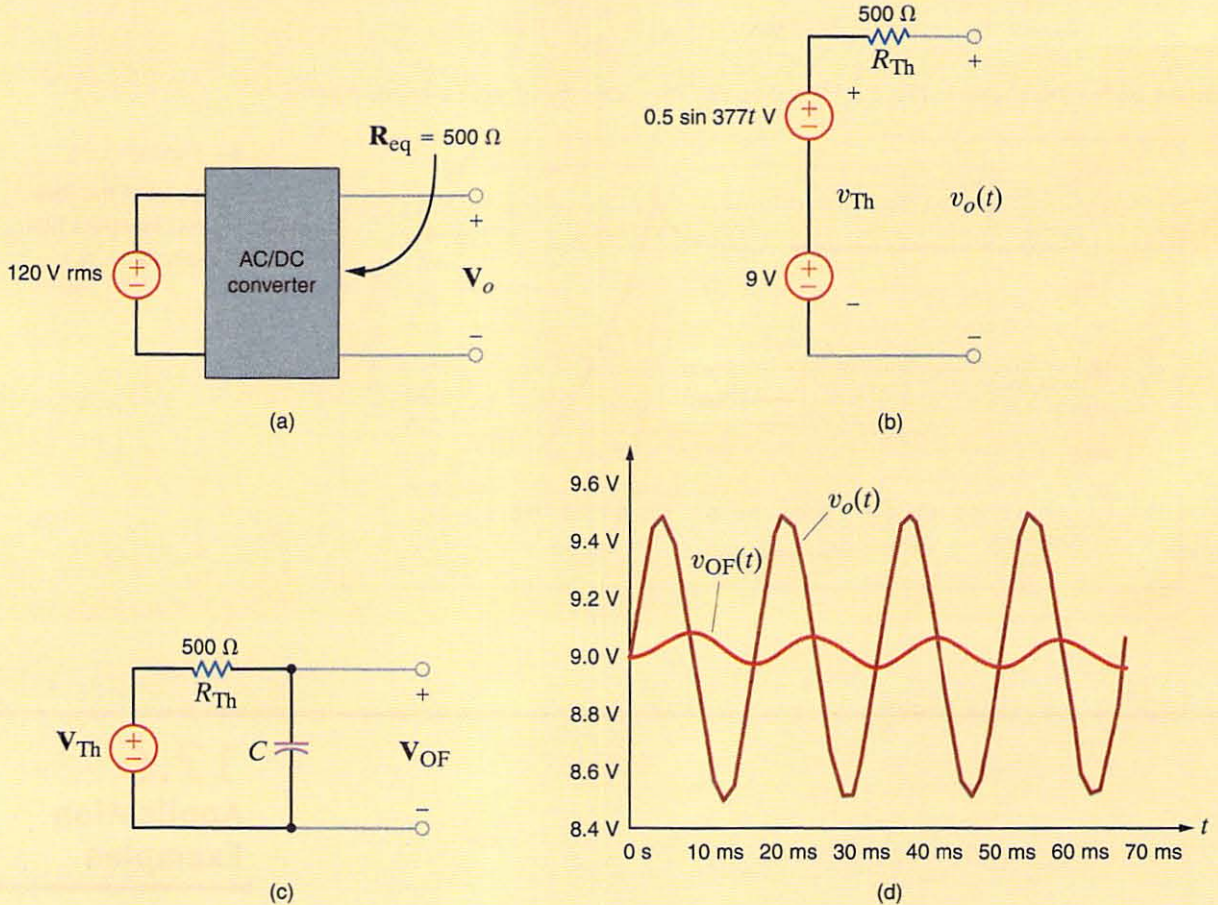 R_eq = 500 Ω
120 V rms
+
−
AC/DC
converter
+
V_o
−
(a)
500 Ω
R_Th
+
0.5 sin 377t V
+
−
+
v_Th
v_o(t)
9 V
+
−
−
−
(b)
500 Ω
R_Th
+
V_Th
+
−
C
V_OF
−
(c)
9.6 V
9.4 V
9.2 V
9.0 V
8.8 V
8.6 V
8.4 V
v_o(t)
v_OF(t)
t
0 s 10 ms 20 ms 30 ms 40 ms 50 ms 60 ms 70 ms
(d)